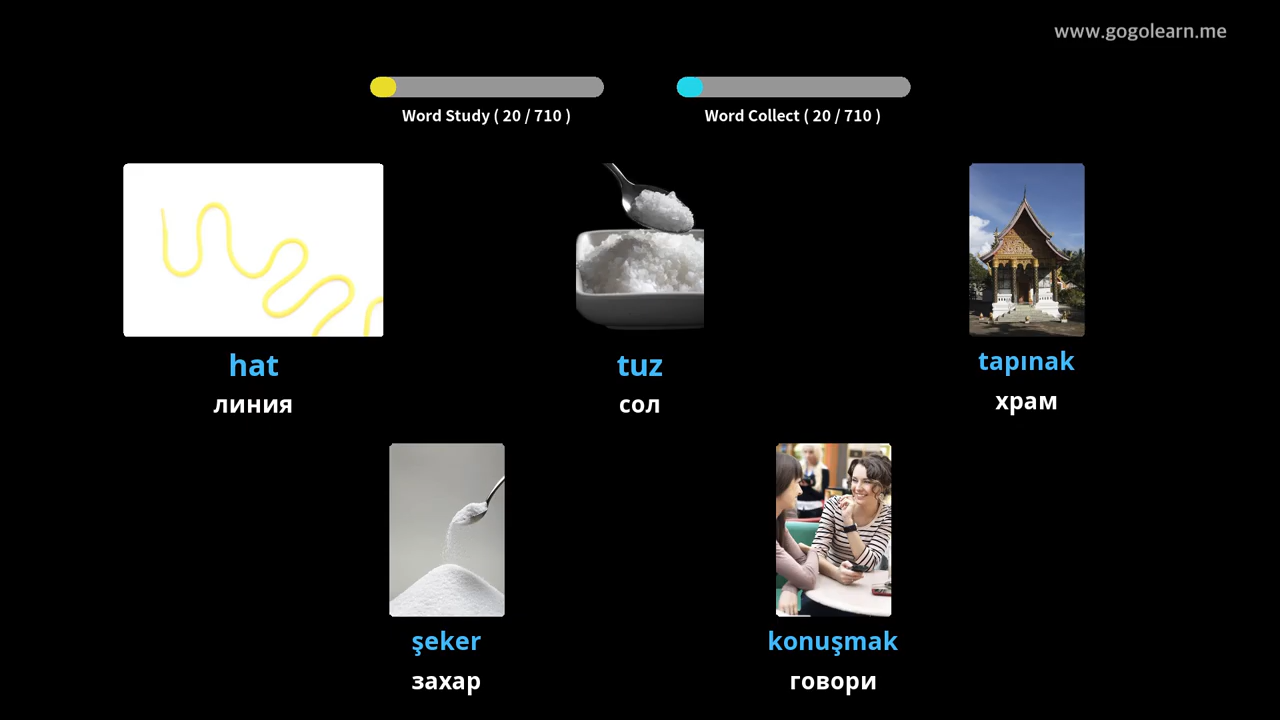 www.gogolearn.me
Word Study ( 20 / 710 )
Word Collect ( 20 / 710 )
hat
линия
tuz
сол
tapınak
храм
şeker
захар
konuşmak
говори